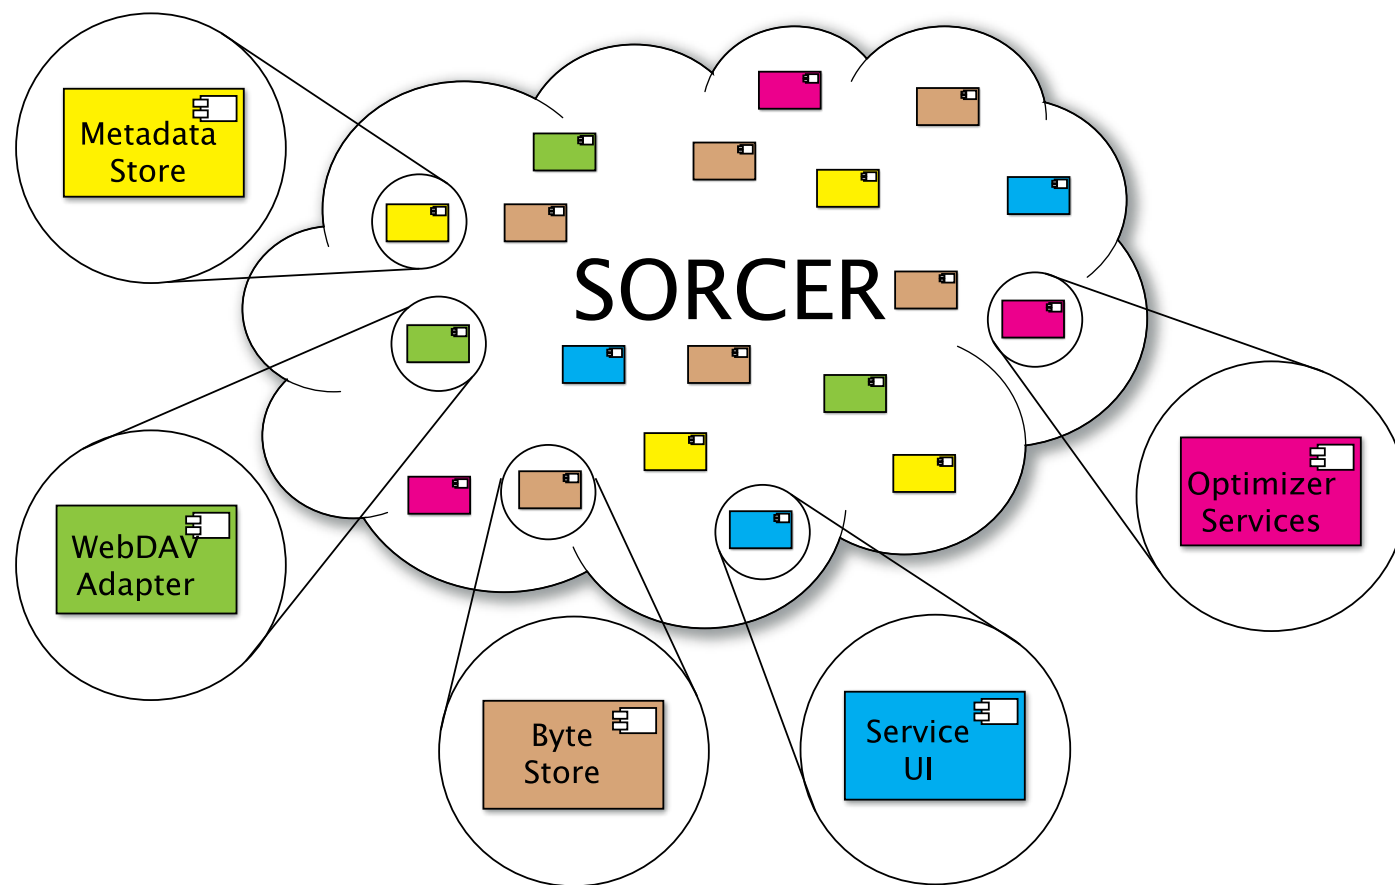 Metadata
Store
SORCER
WebDAV
Adapter
Optimizer
Services
Byte
Store
Service
UI